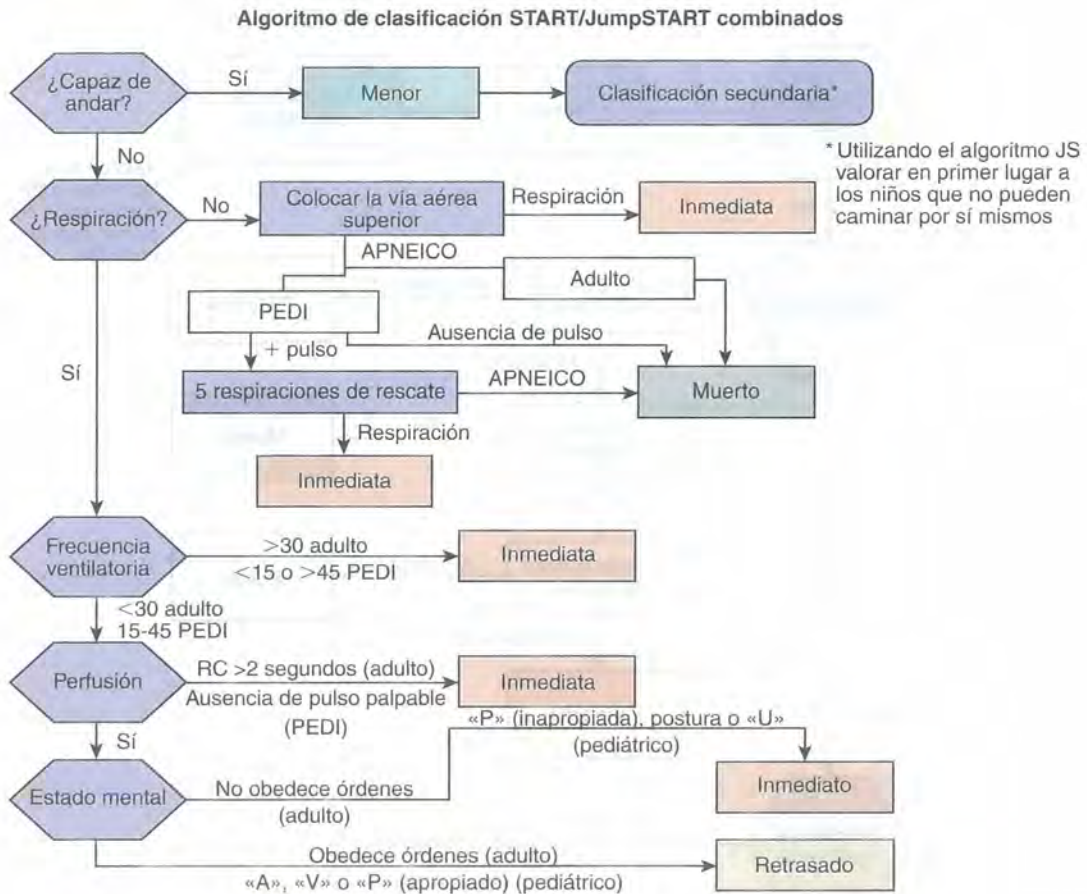 Algoritmo de clasificación START/JumpSTART combinados
¿Capaz de
andar?
Sí
Menor
Clasificación secundaria*
No
* Utilizando el algoritmo JS
valorar en primer lugar a
los niños que no pueden
caminar por sí mismos
¿Respiración?
No
Colocar la vía aérea
superior
Respiración
Inmediata
APNEICO
Adulto
PEDI
Ausencia de pulso
+ pulso
Sí
5 respiraciones de rescate
APNEICO
Muerto
Respiración
Inmediata
Frecuencia
ventilatoria
>30 adulto
<15 o >45 PEDI
Inmediata
<30 adulto
15-45 PEDI
Perfusión
RC >2 segundos (adulto)
Ausencia de pulso palpable
(PEDI)
Inmediata
«P» (inapropiada), postura o «U»
(pediátrico)
Sí
Estado mental
No obedece órdenes
(adulto)
Inmediato
Obedece órdenes (adulto)
«A», «V» o «P» (apropiado) (pediátrico)
Retrasado